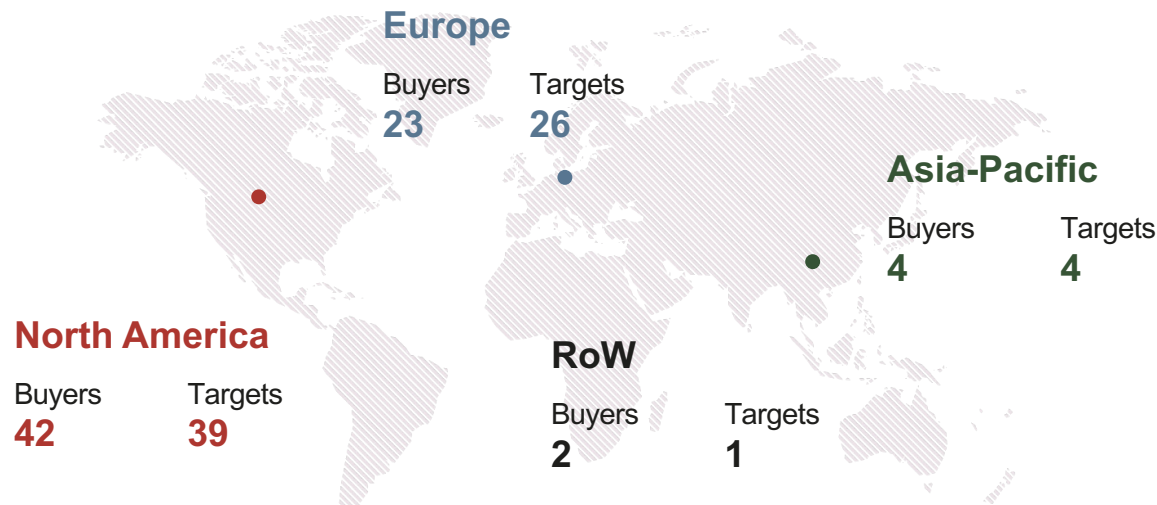 Europe
Buyers Targets
23 26
Asia-Pacific
Buyers Targets
4 4
North America
Buyers Targets
42 39
RoW
Buyers Targets
2 1